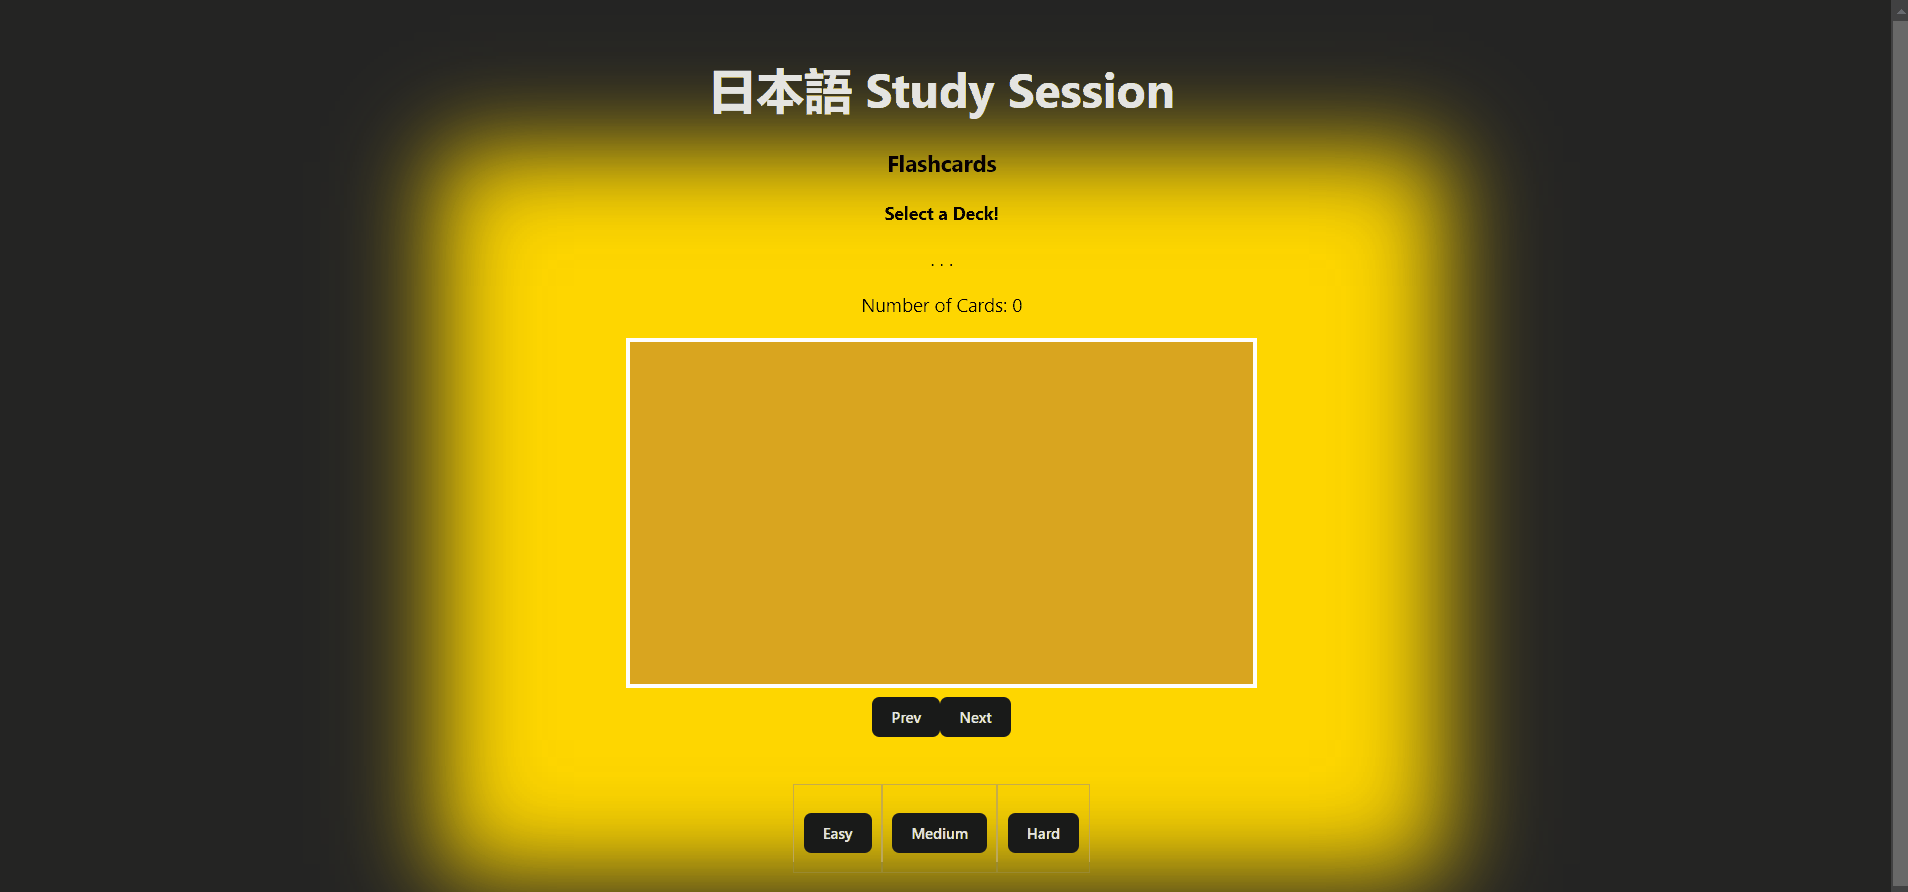 日本語 Study Session
Flashcards
Select a Deck!
. . .
Number of Cards: 0
Prev Next
Easy Medium Hard